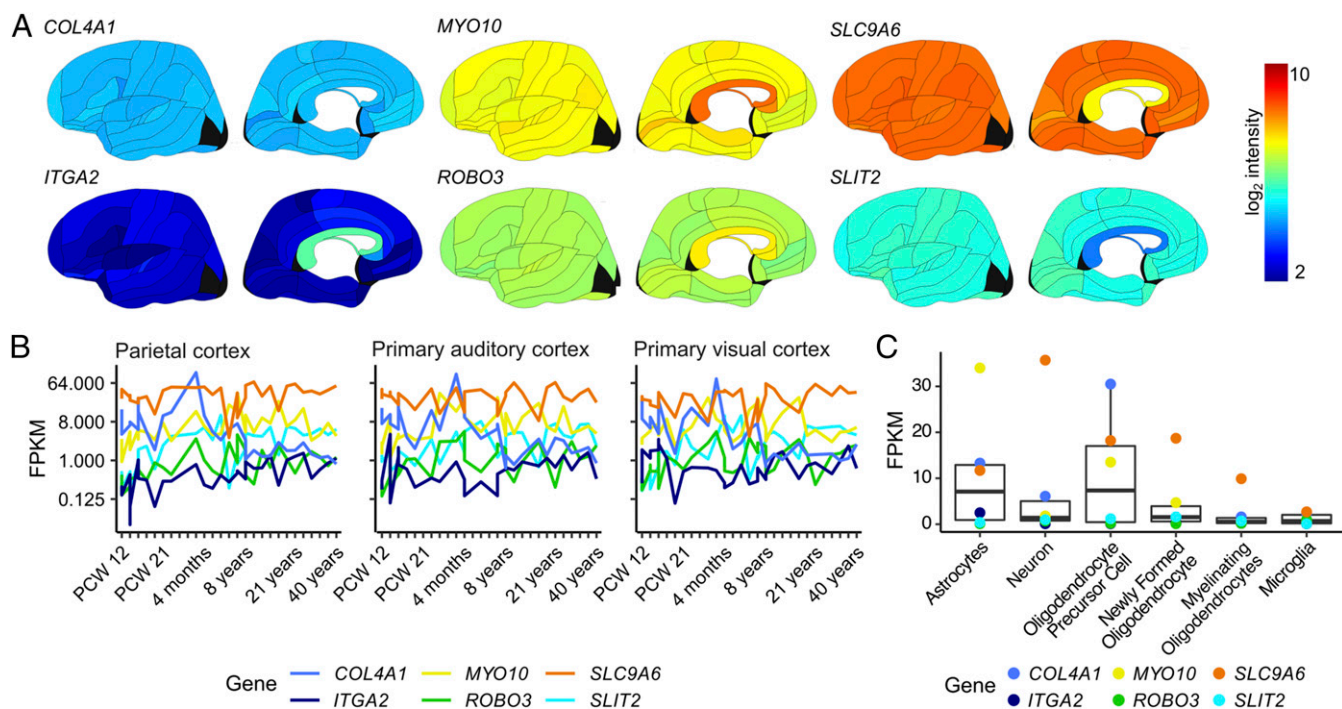 A
COL4A1
MYO10
SLC9A6
10
log2 intensity
2
ITGA2
ROBO3
SLIT2
B
Parietal cortex
Primary auditory cortex
Primary visual cortex
FPKM
64.000
8.000
1.000
0.125
PCW 12
PCW 21
4 months
8 years
21 years
40 years
PCW 12
PCW 21
4 months
8 years
21 years
40 years
PCW 12
PCW 21
4 months
8 years
21 years
40 years
Gene
COL4A1
MYO10
SLC9A6
ITGA2
ROBO3
SLIT2
C
FPKM
30
20
10
0
Astrocytes
Neuron
Oligodendrocyte
Precursor Cell
Newly Formed
Oligodendrocyte
Myelinating
Oligodendrocytes
Microglia
Gene
COL4A1
MYO10
SLC9A6
ITGA2
ROBO3
SLIT2